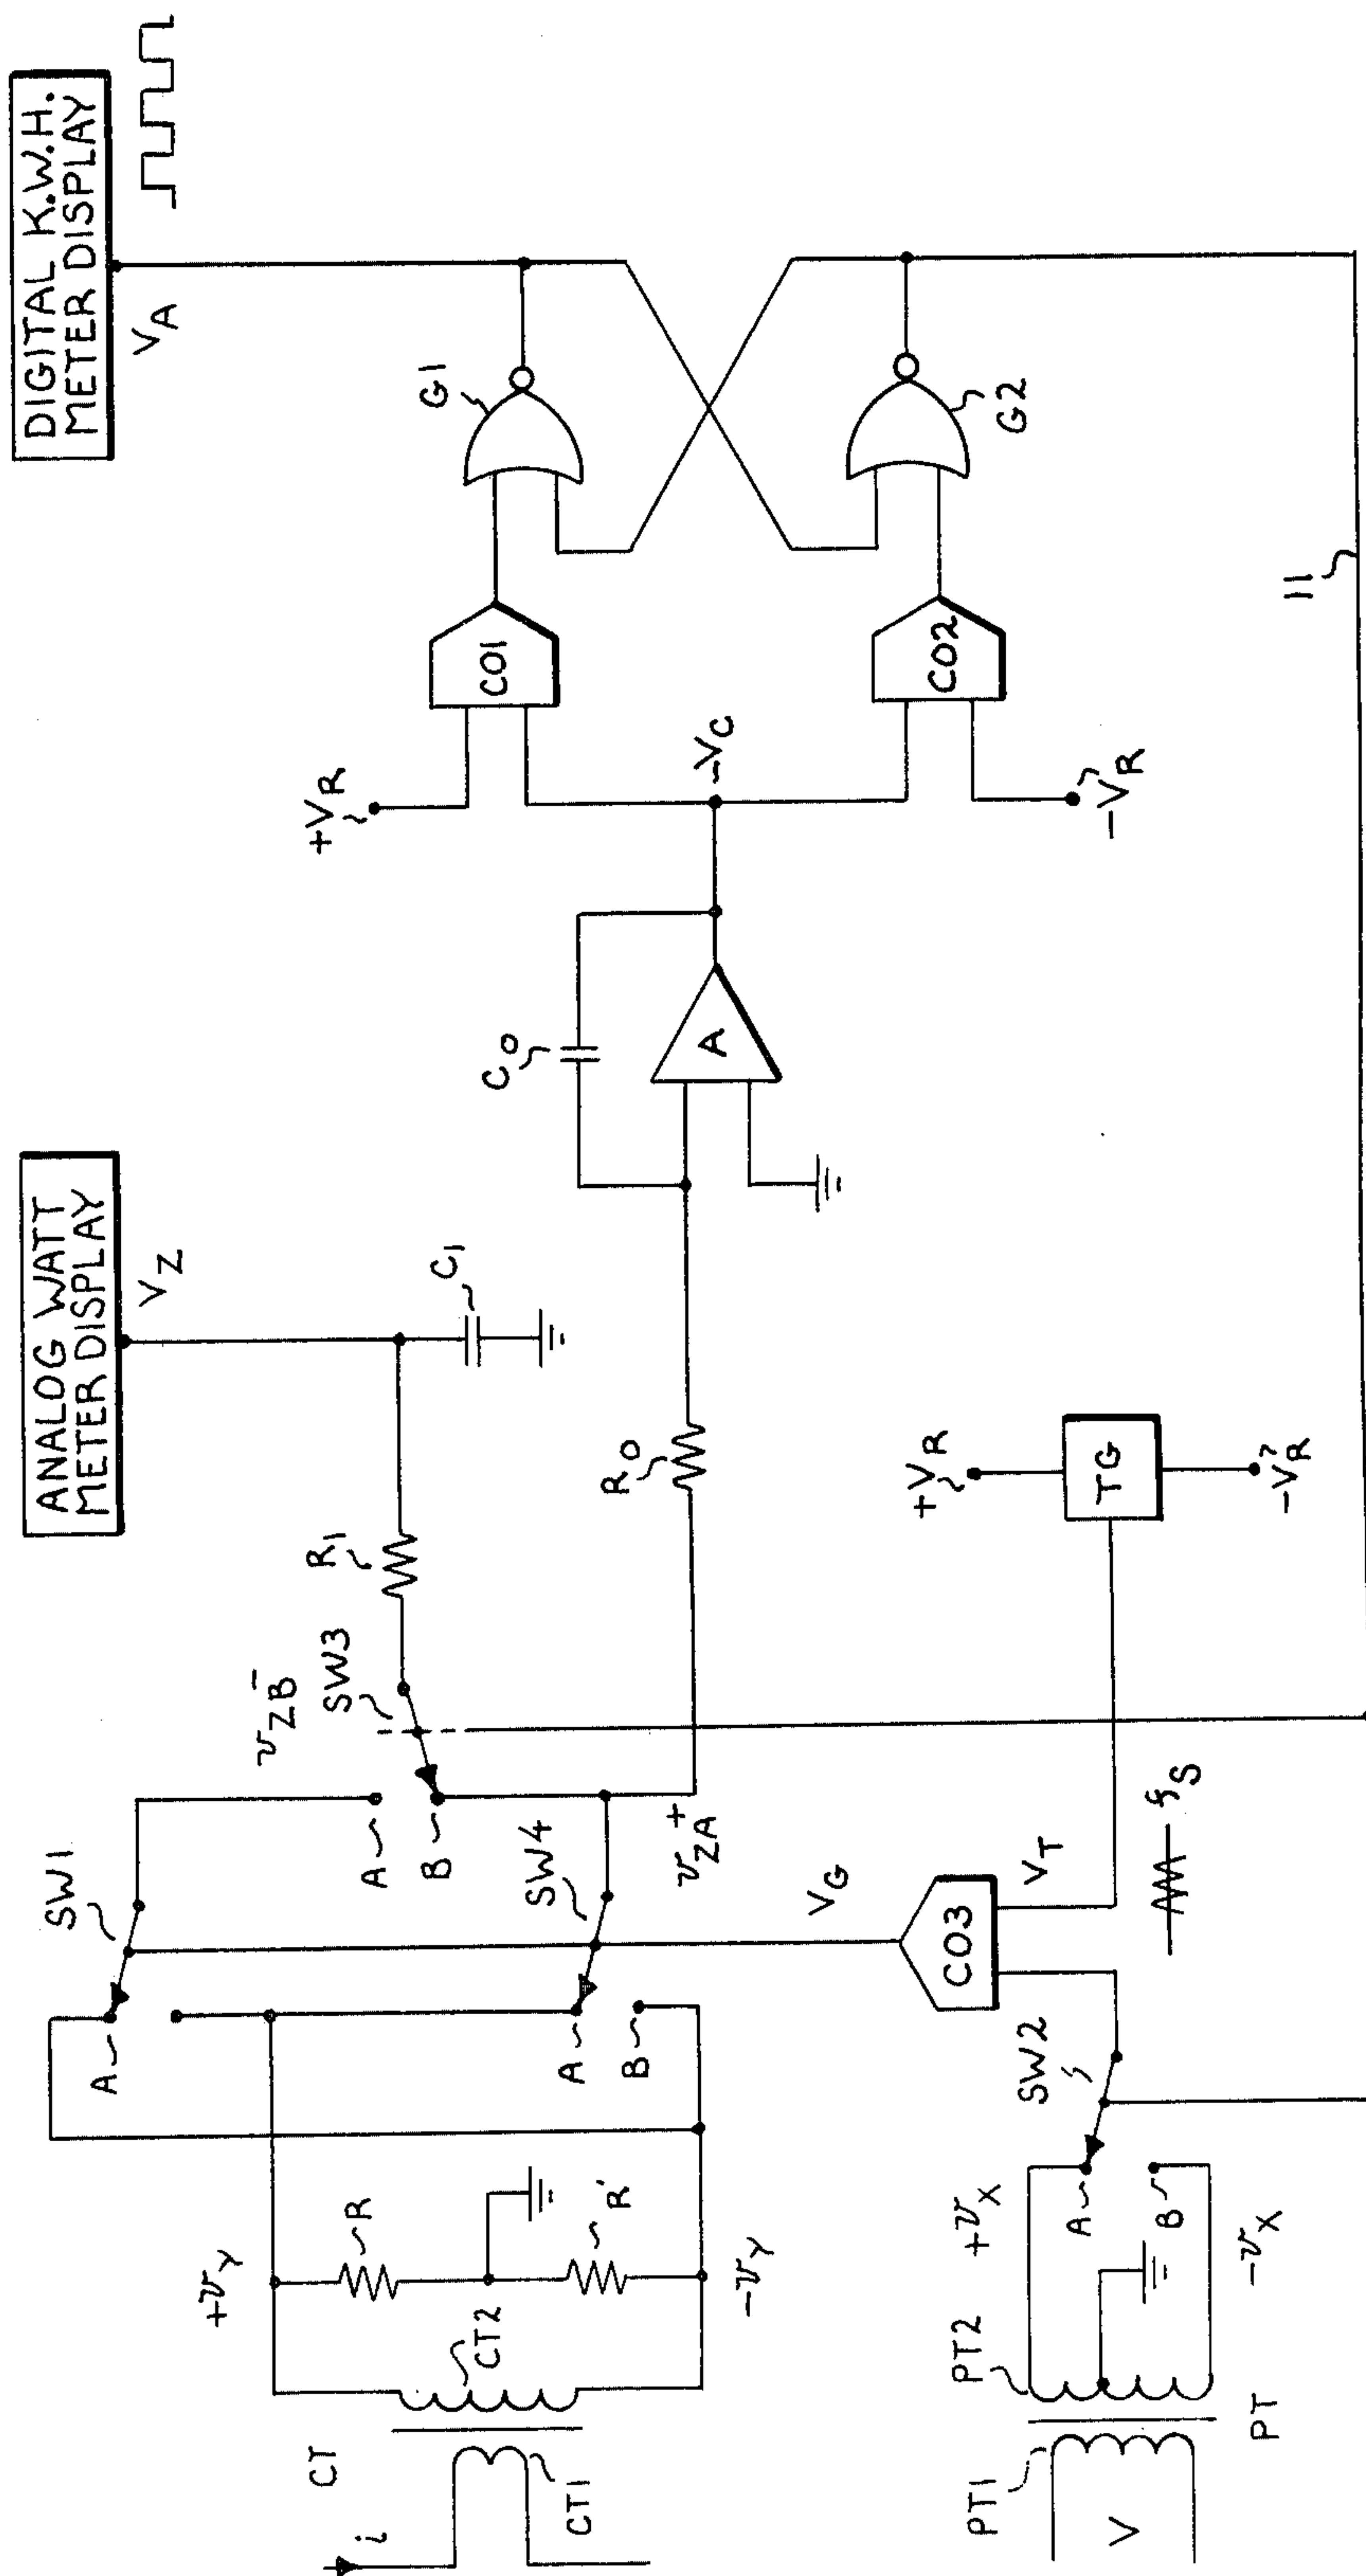 ANALOG WATT
METER DISPLAY
V_Z
DIGITAL K.W.H.
METER DISPLAY
V_A
SW1
A
v_ZB⁻
SW3
R_1
C_1
A
B
SW4
v_ZA⁺
A
B
R_O
C_O
A
-V_C
+V_R
CO1
G1
CO2
G2
-V_R
11
CT
i
CT1
CT2
+v_Y
R
R'
-v_Y
V_G
CO3
V_T
S
TG
+V_R
-V_R
SW2
A
B
+v_X
-v_X
PT1
PT2
V
PT